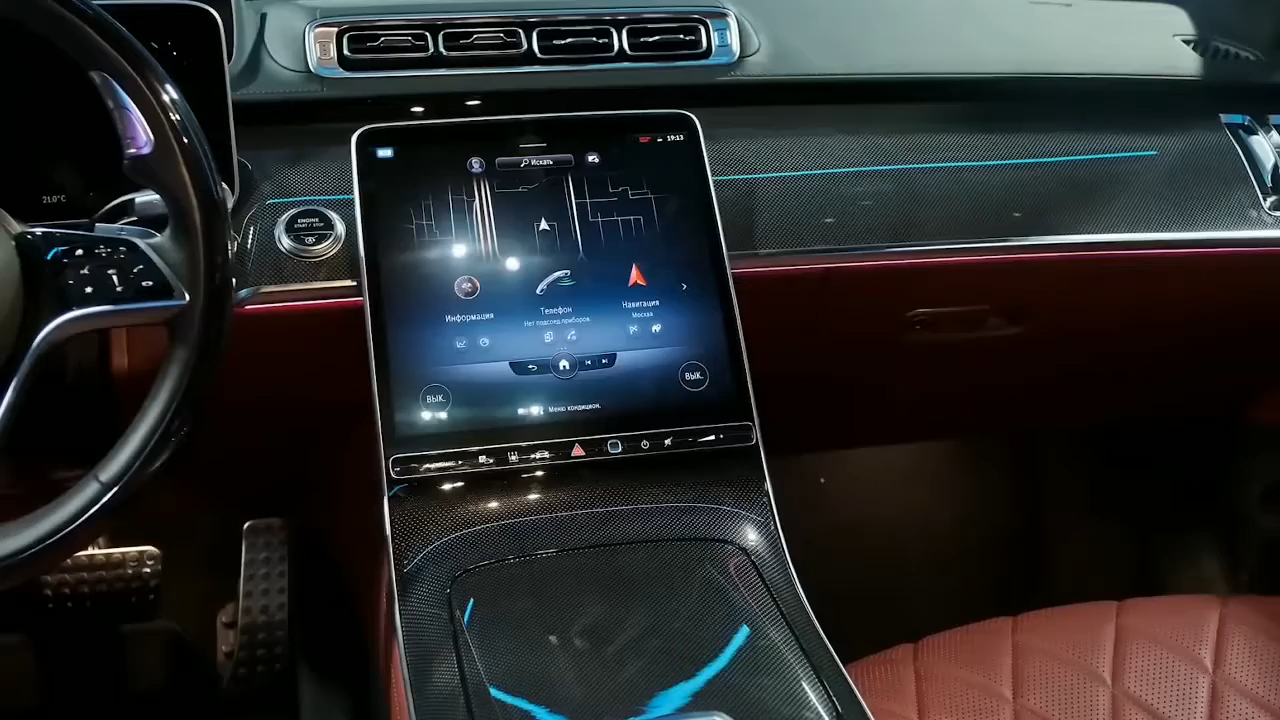 19:13
Искать
21.0°C
ENGINE
START / STOP
Информация
Телефон
Нет подсоед.приборов
Навигация
Москва
ВЫК.
ВЫК.
Меню кондицион.